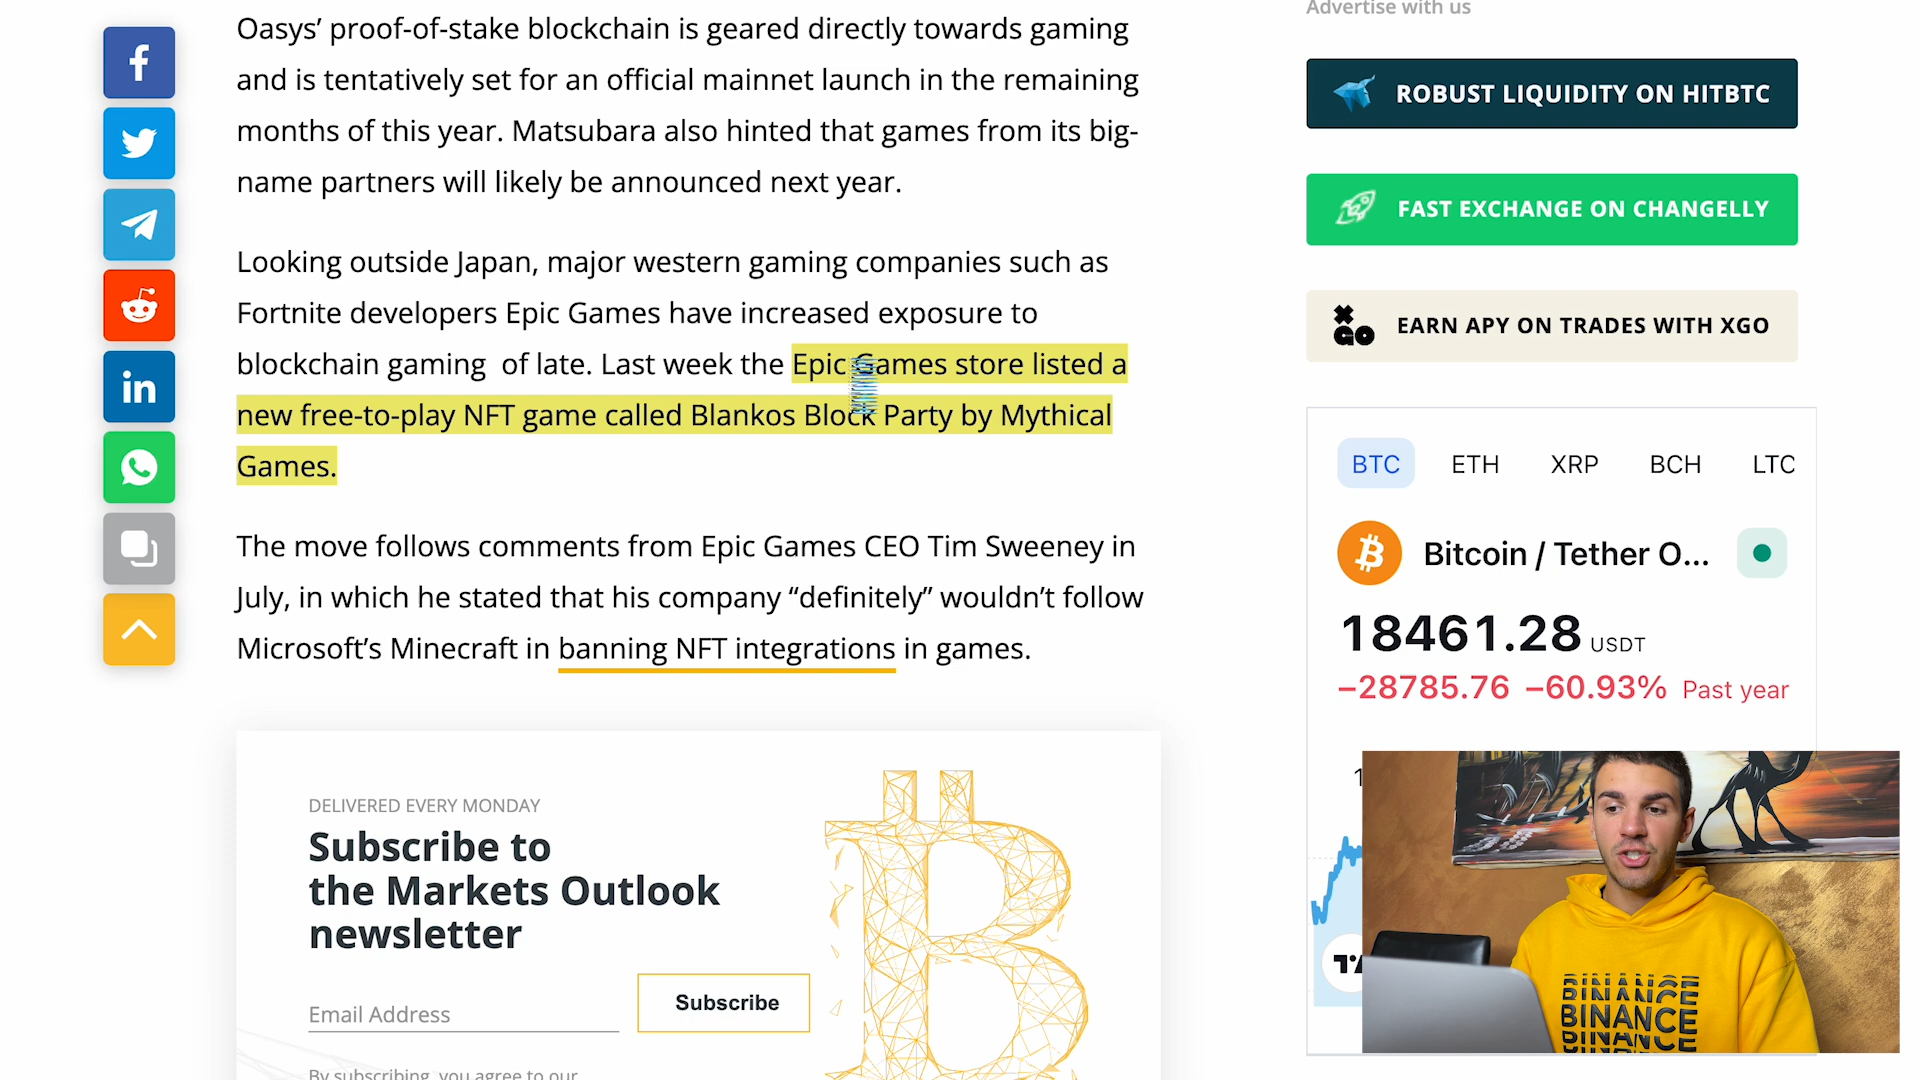 Oasys’ proof-of-stake blockchain is geared directly towards gaming
and is tentatively set for an official mainnet launch in the remaining
months of this year. Matsubara also hinted that games from its big-
name partners will likely be announced next year.
Looking outside Japan, major western gaming companies such as
Fortnite developers Epic Games have increased exposure to
blockchain gaming of late. Last week the Epic Games store listed a
new free-to-play NFT game called Blankos Block Party by Mythical
Games.
The move follows comments from Epic Games CEO Tim Sweeney in
July, in which he stated that his company “definitely” wouldn’t follow
Microsoft’s Minecraft in banning NFT integrations in games.
DELIVERED EVERY MONDAY
Subscribe to
the Markets Outlook
newsletter
Email Address
Subscribe
By subscribing, you agree to our
Advertise with us
ROBUST LIQUIDITY ON HITBTC
FAST EXCHANGE ON CHANGELLY
XGO
EARN APY ON TRADES WITH XGO
BTC ETH XRP BCH LTC
Bitcoin / Tether O...
18461.28 USDT
−28785.76 −60.93% Past year
BINANCE
BINANCE
BINANCE